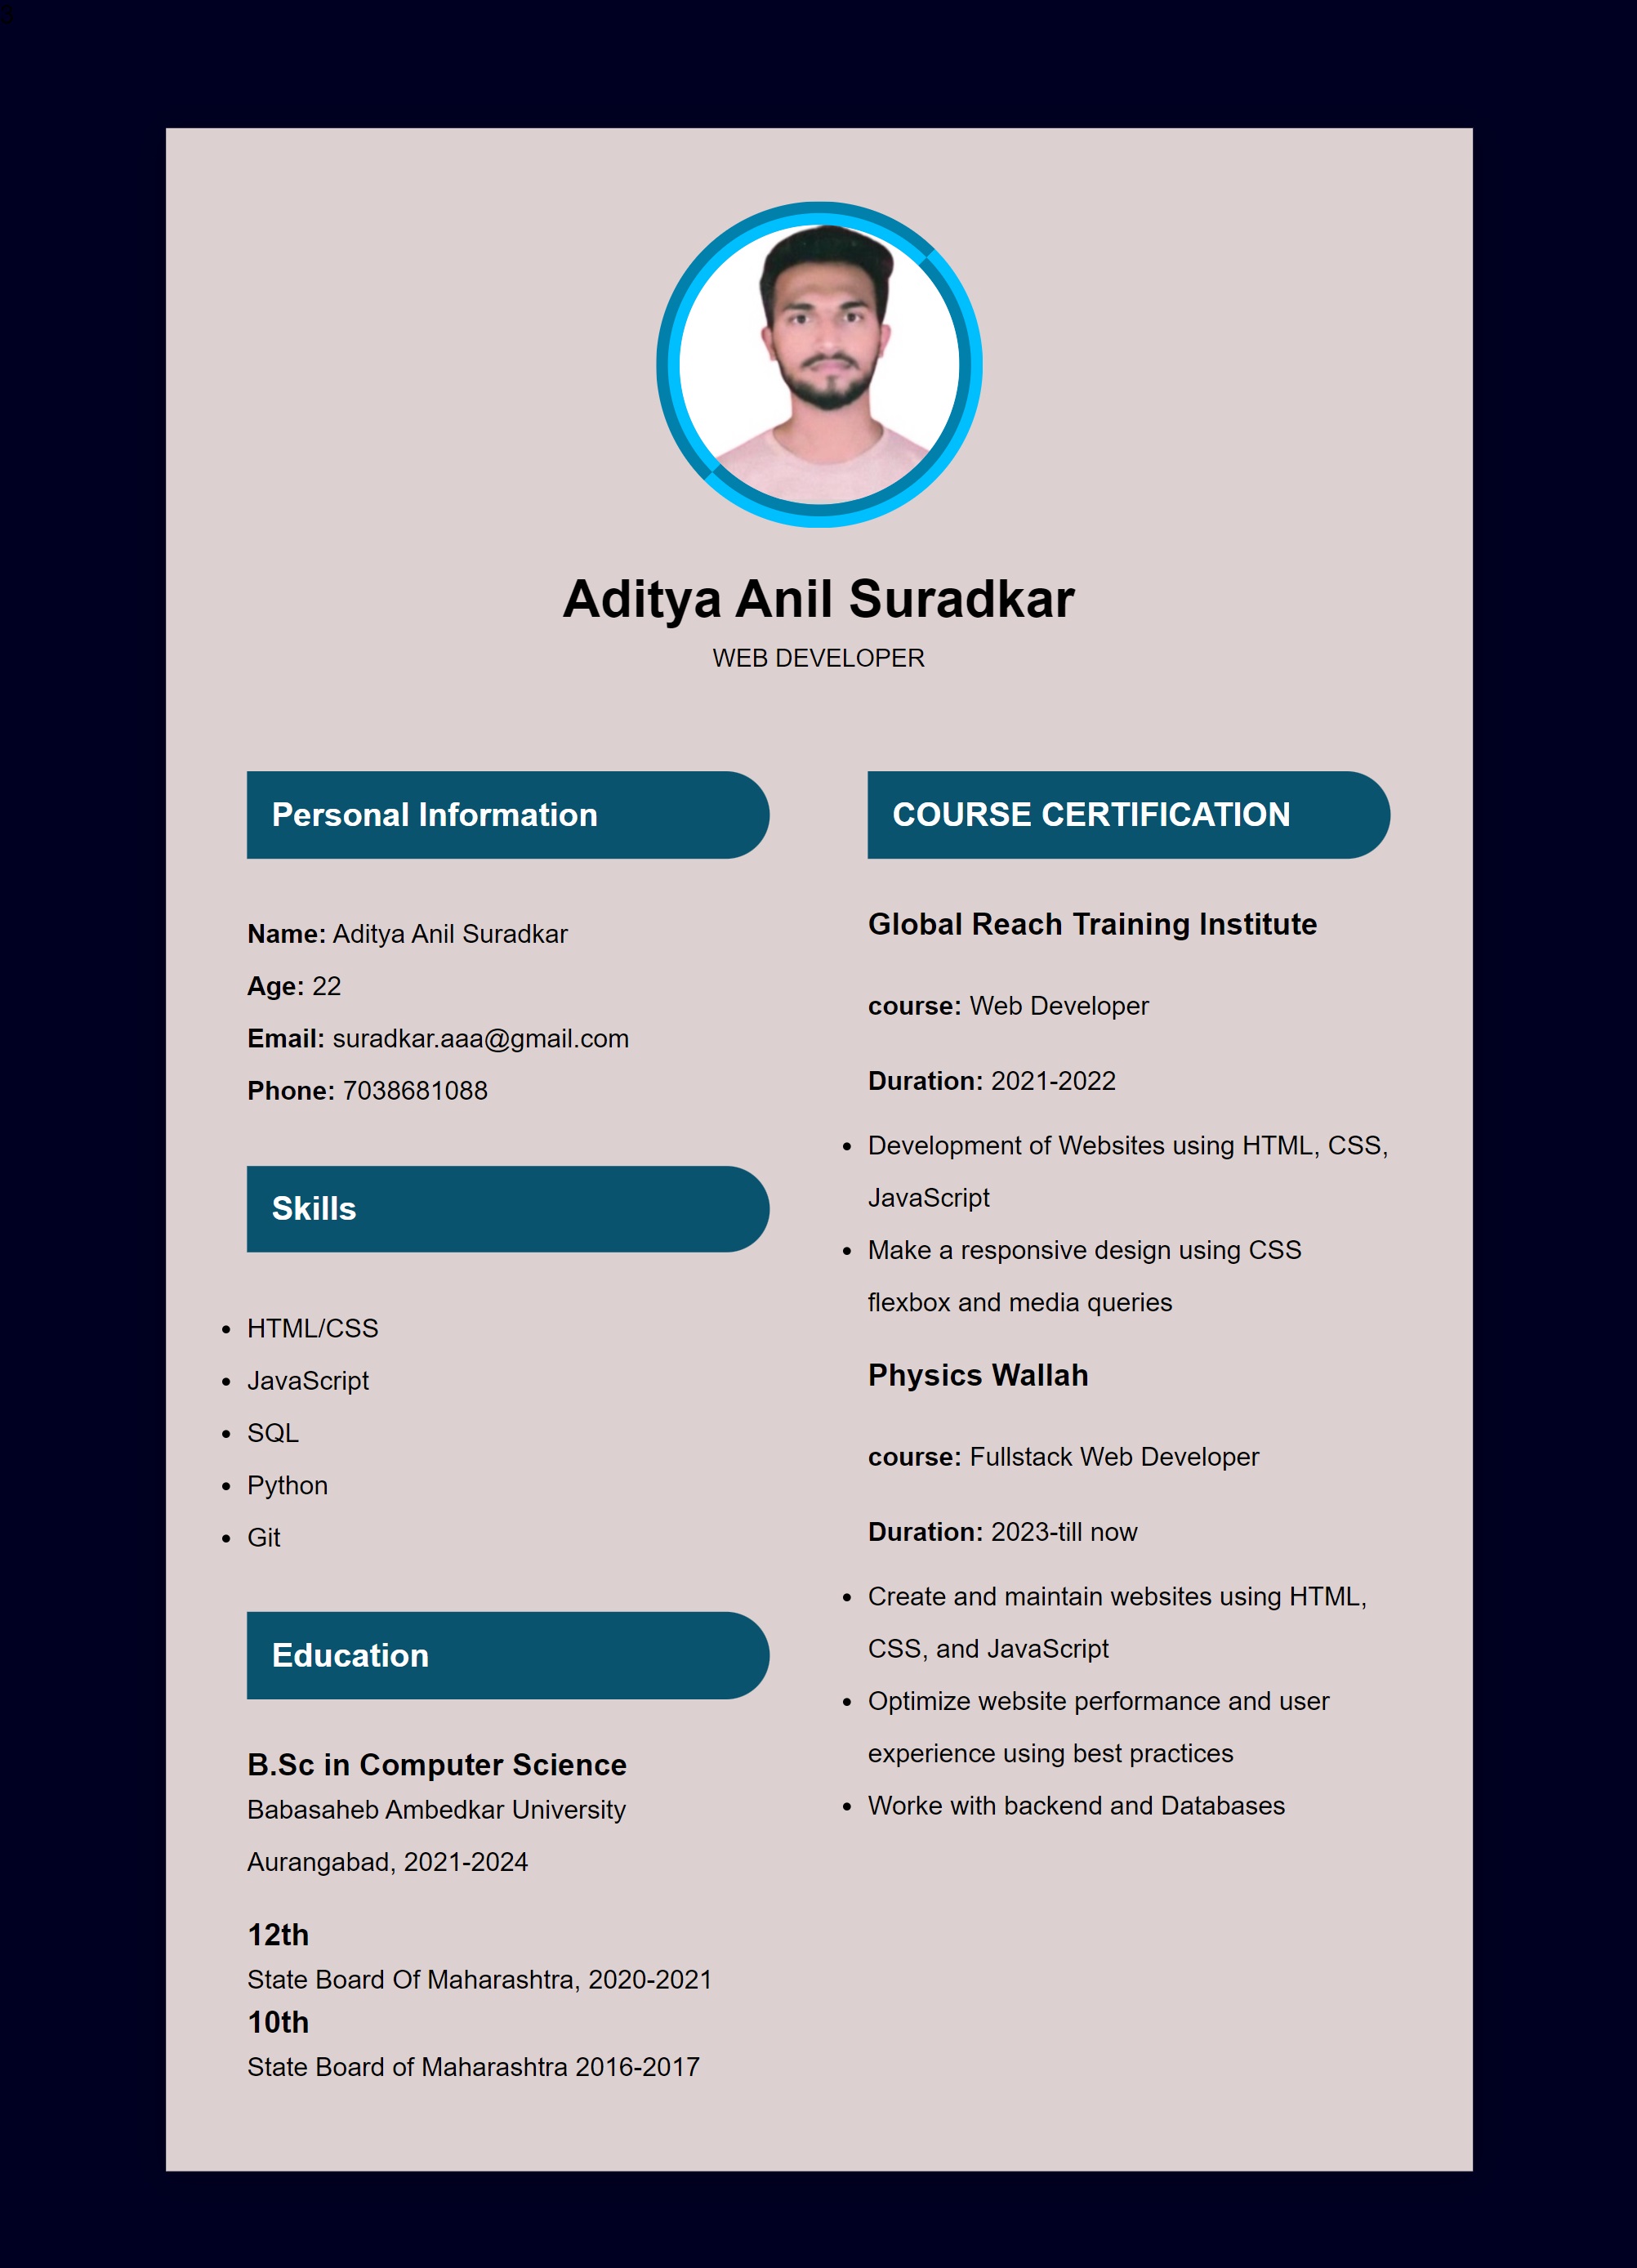 3
Aditya Anil Suradkar
WEB DEVELOPER
Personal Information
Name: Aditya Anil Suradkar
Age: 22
Email: suradkar.aaa@gmail.com
Phone: 7038681088
Skills
• HTML/CSS
• JavaScript
• SQL
• Python
• Git
Education
B.Sc in Computer Science
Babasaheb Ambedkar University
Aurangabad, 2021-2024
12th
State Board Of Maharashtra, 2020-2021
10th
State Board of Maharashtra 2016-2017
COURSE CERTIFICATION
Global Reach Training Institute
course: Web Developer
Duration: 2021-2022
• Development of Websites using HTML, CSS,
JavaScript
• Make a responsive design using CSS
flexbox and media queries
Physics Wallah
course: Fullstack Web Developer
Duration: 2023-till now
• Create and maintain websites using HTML,
CSS, and JavaScript
• Optimize website performance and user
experience using best practices
• Worke with backend and Databases